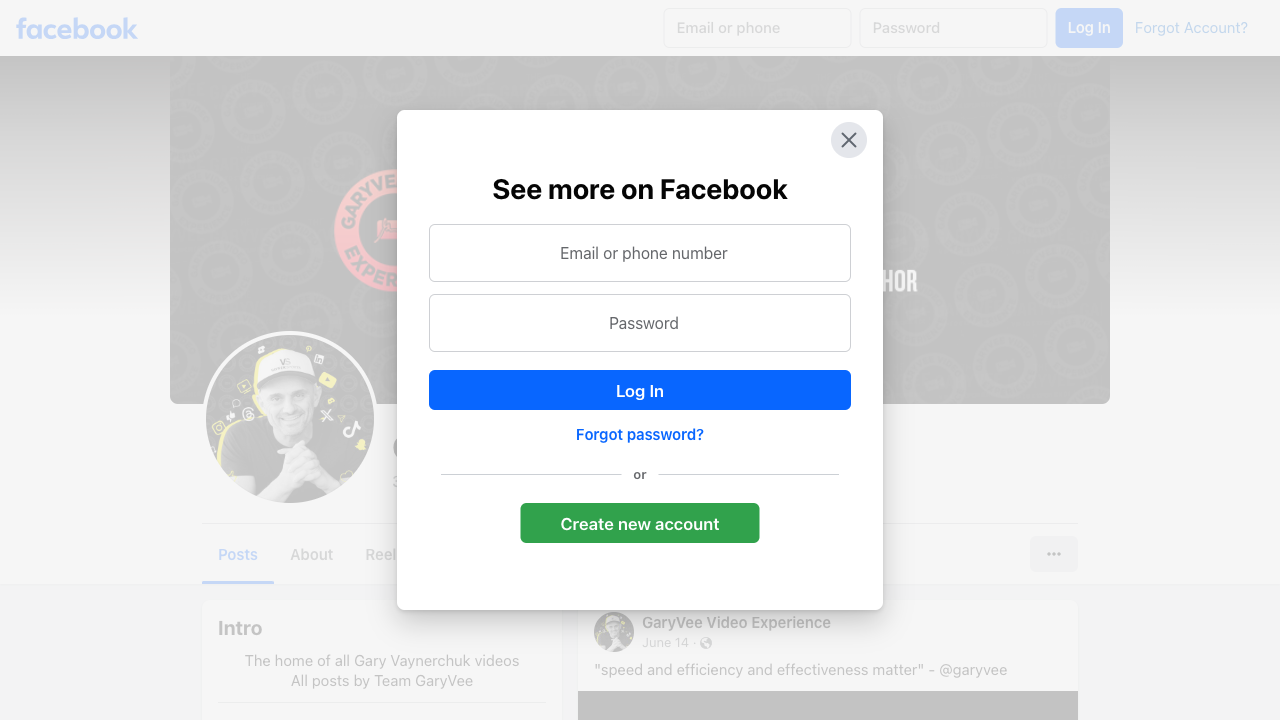 facebook
Email or phone
Password
Log In
Forgot Account?
GARYVEE
EXPER
HOR
See more on Facebook
Email or phone number
Password
Log In
Forgot password?
or
Create new account
Posts
About
Reel
Intro
The home of all Gary Vaynerchuk videos
All posts by Team GaryVee
GaryVee Video Experience
June 14 ·
"speed and efficiency and effectiveness matter" - @garyvee